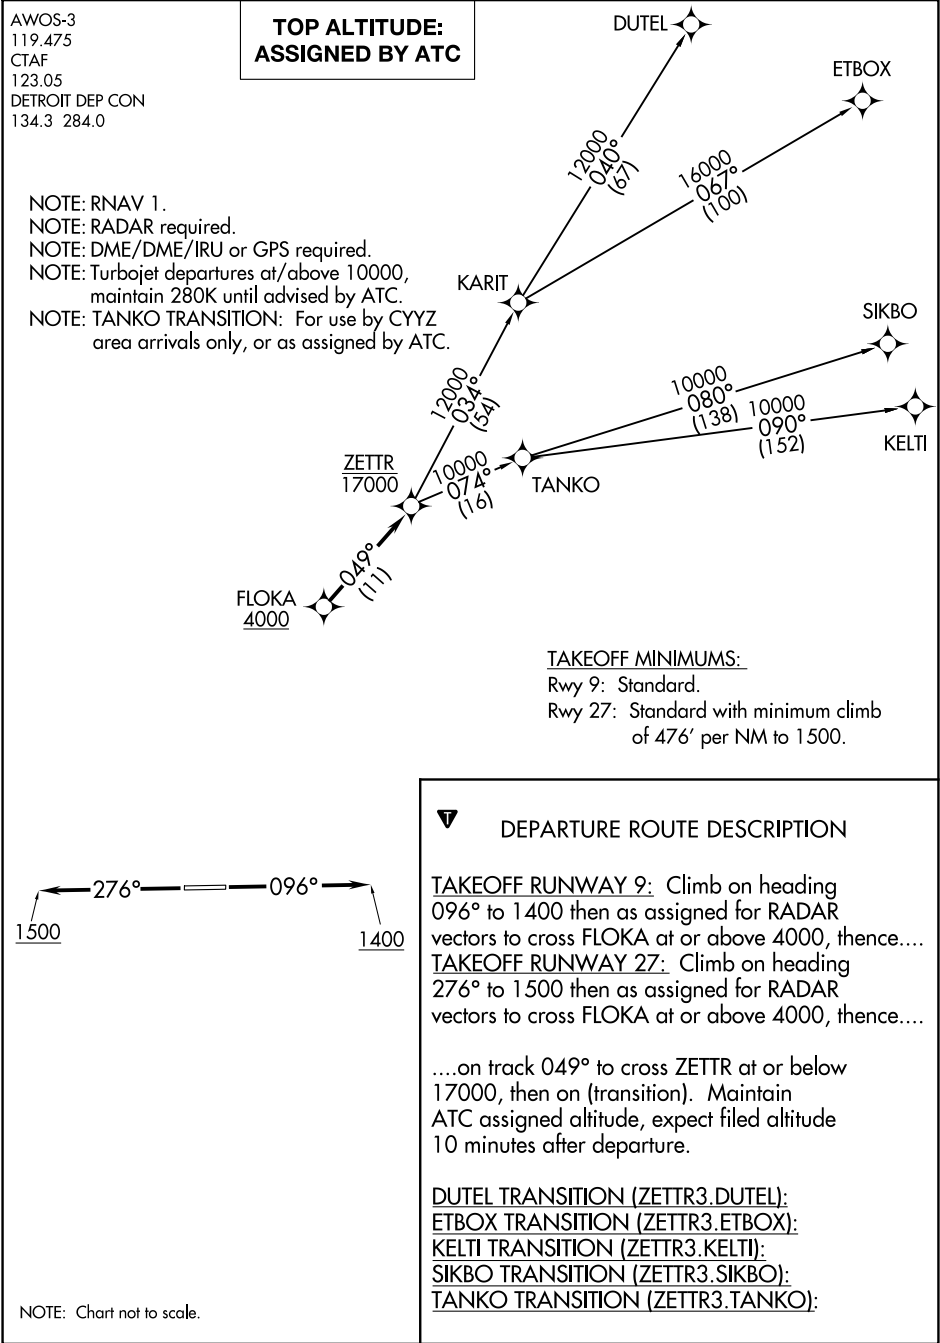 AWOS-3
119.475
CTAF
123.05
DETROIT DEP CON
134.3 284.0
TOP ALTITUDE:
ASSIGNED BY ATC
NOTE: RNAV 1.
NOTE: RADAR required.
NOTE: DME/DME/IRU or GPS required.
NOTE: Turbojet departures at/above 10000,
maintain 280K until advised by ATC.
NOTE: TANKO TRANSITION: For use by CYYZ
area arrivals only, or as assigned by ATC.
DUTEL
ETBOX
12000
040°
(67)
16000
067°
(100)
KARIT
SIKBO
12000
034°
(54)
10000
080°
(138)
10000
090°
(152)
KELTI
ZETTR
17000
10000
074°
(16)
TANKO
049°
(11)
FLOKA
4000
TAKEOFF MINIMUMS:
Rwy 9: Standard.
Rwy 27: Standard with minimum climb
of 476' per NM to 1500.
276°
096°
1500
1400
T
DEPARTURE ROUTE DESCRIPTION
TAKEOFF RUNWAY 9: Climb on heading
096° to 1400 then as assigned for RADAR
vectors to cross FLOKA at or above 4000, thence....
TAKEOFF RUNWAY 27: Climb on heading
276° to 1500 then as assigned for RADAR
vectors to cross FLOKA at or above 4000, thence....
....on track 049° to cross ZETTR at or below
17000, then on (transition). Maintain
ATC assigned altitude, expect filed altitude
10 minutes after departure.
DUTEL TRANSITION (ZETTR3.DUTEL):
ETBOX TRANSITION (ZETTR3.ETBOX):
KELTI TRANSITION (ZETTR3.KELTI):
SIKBO TRANSITION (ZETTR3.SIKBO):
TANKO TRANSITION (ZETTR3.TANKO):
NOTE: Chart not to scale.